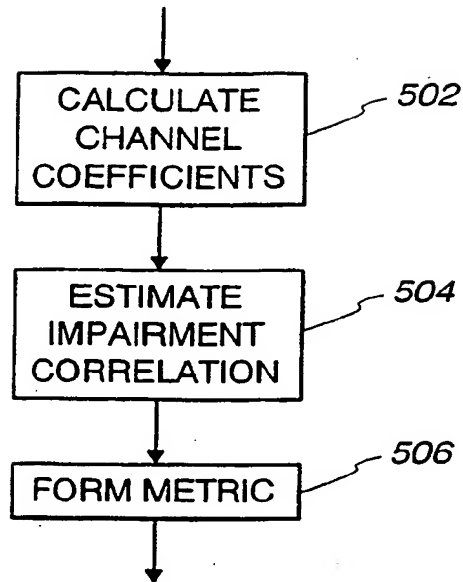 CALCULATE
CHANNEL
COEFFICIENTS
502
ESTIMATE
IMPAIRMENT
CORRELATION
504
FORM METRIC
506